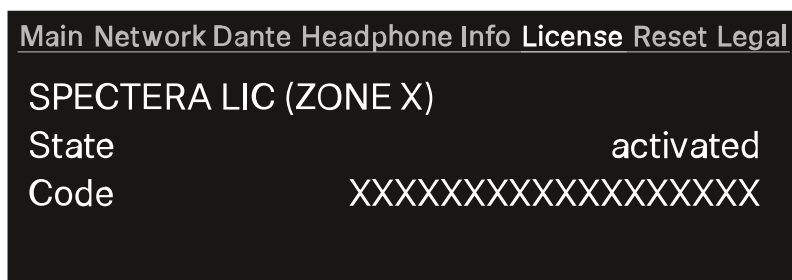 Main Network Dante Headphone Info License Reset Legal
SPECTERA LIC (ZONE X)
State activated
Code XXXXXXXXXXXXXXXXXX